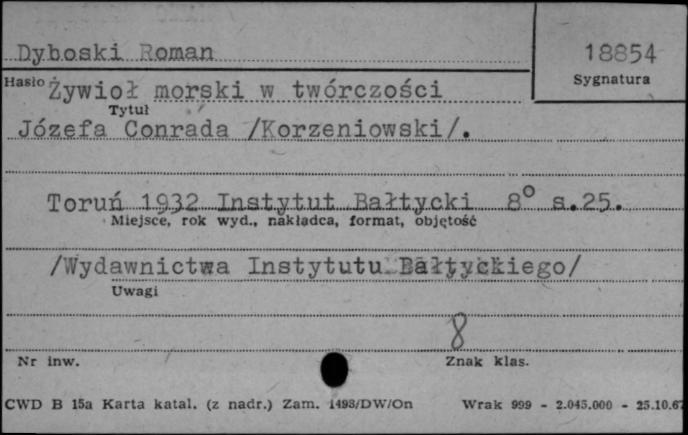 Dyboski Roman
18854
Hasło
Sygnatura
Żywioł morski w twórczości
Tytuł
Józefa Conrada /Korzeniowski/.
Toruń 1932 Instytut Bałtycki 8° s.25.
Miejsce, rok wyd., nakładca, format, objętość
/Wydawnictwa Instytutu Bałtyckiego/
Uwagi
8
Nr inw.
Znak klas.
CWD B 15a Karta katal. (z nadr.) Zam. 1493/DW/On Wrak 999 - 2.045.000 - 25.10.67